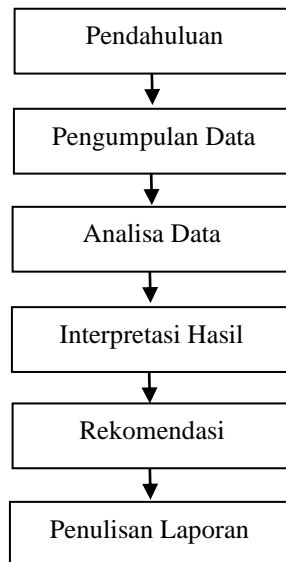 Pendahuluan
Pengumpulan Data
Analisa Data
Interpretasi Hasil
Rekomendasi
Penulisan Laporan